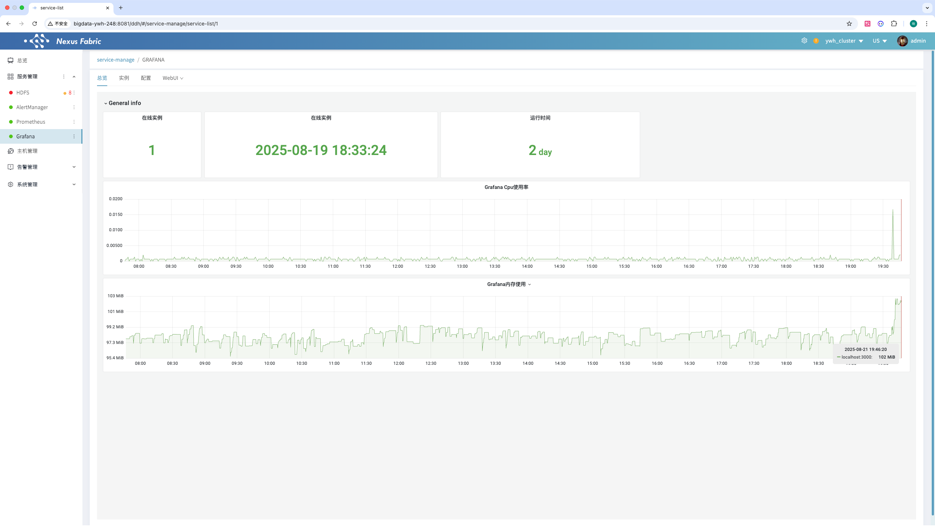 service-list
不安全
bigdata-ywh-248:8081/ddh/#/service-manage/service-list/1
Nexus Fabric
ywh_cluster
US
admin
总览
服务管理
HDFS
6
AlertManager
Prometheus
Grafana
主机管理
告警管理
系统管理
service-manage / GRAFANA
总览 实例 配置 WebUI
General info
在线实例
1
在线实例
2025-08-19 18:33:24
运行时间
2 day
Grafana Cpu使用率
0.0200
0.0150
0.0100
0.00500
0
08:00 08:30 09:00 09:30 10:00 10:30 11:00 11:30 12:00 12:30 13:00 13:30 14:00 14:30 15:00 15:30 16:00 16:30 17:00 17:30 18:00 18:30 19:00 19:30
Grafana内存使用
103 MiB
101 MiB
99.2 MiB
97.3 MiB
95.4 MiB
2025-08-21 19:46:20
localhost:3000: 102 MiB
08:00 08:30 09:00 09:30 10:00 10:30 11:00 11:30 12:00 12:30 13:00 13:30 14:00 14:30 15:00 15:30 16:00 16:30 17:00 17:30 18:00 18:30